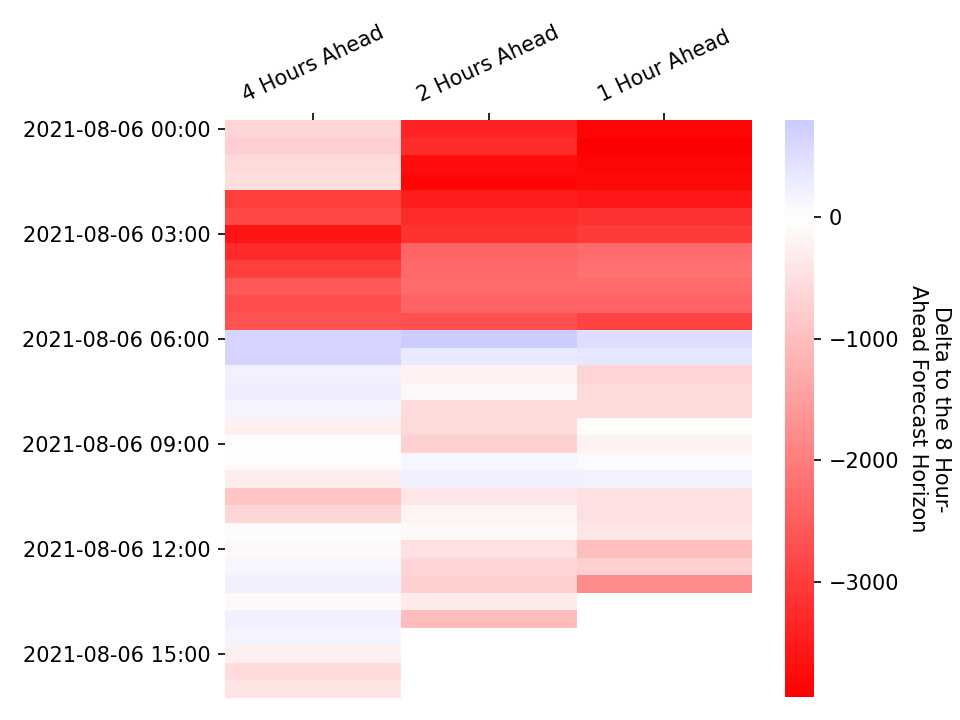 4 Hours Ahead
2 Hours Ahead
1 Hour Ahead
2021-08-06 00:00
2021-08-06 03:00
2021-08-06 06:00
2021-08-06 09:00
2021-08-06 12:00
2021-08-06 15:00
0
−1000
−2000
−3000
Delta to the 8 Hour-
Ahead Forecast Horizon